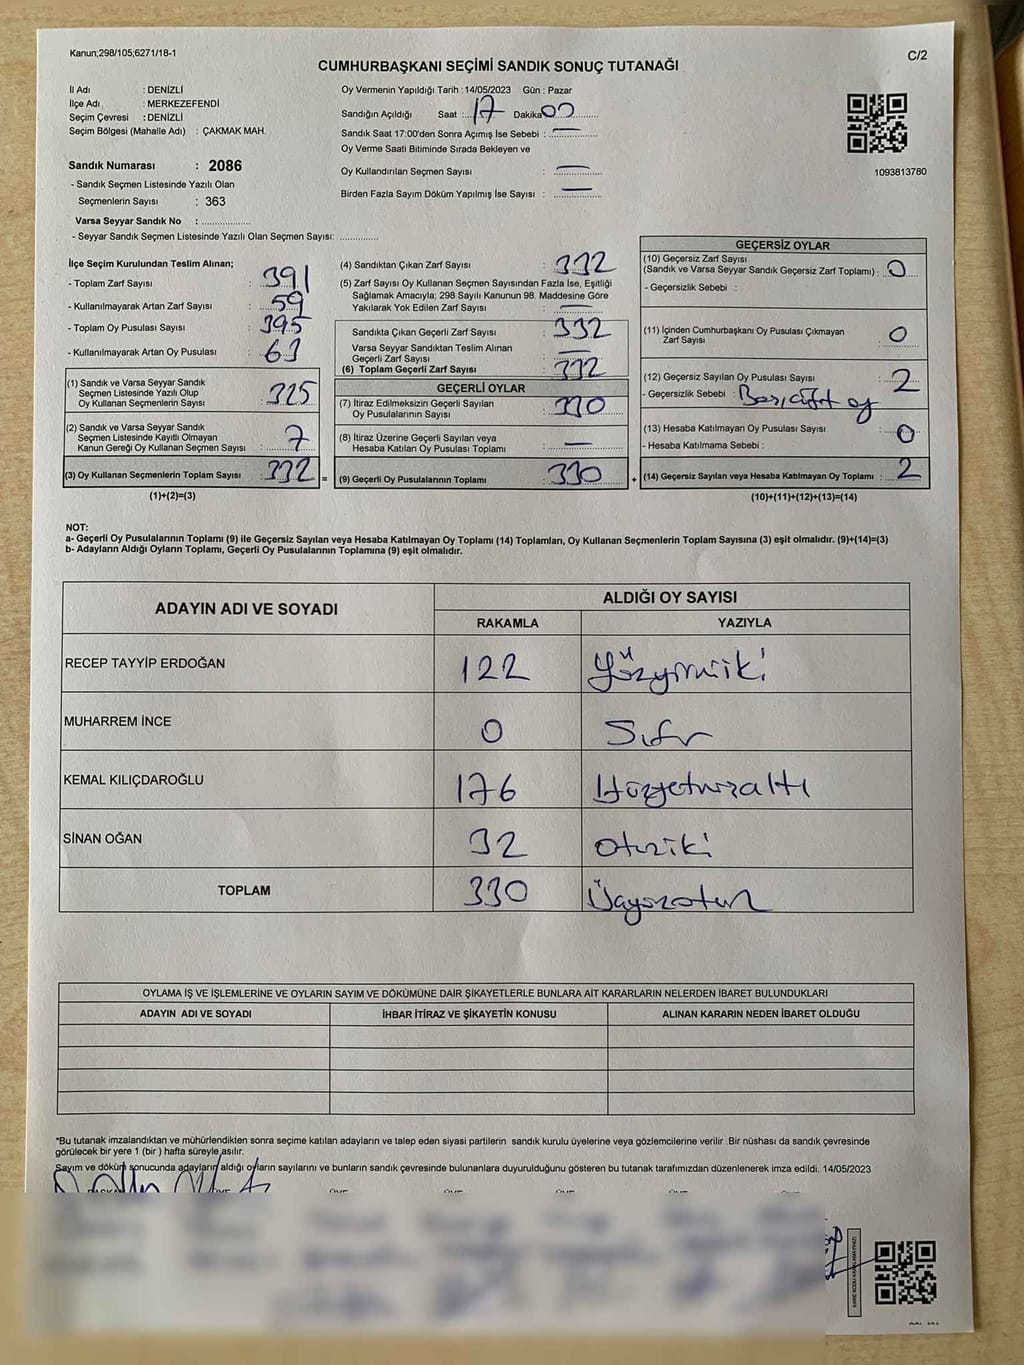 Kanun;298/105;6271/18-1
C/2
CUMHURBAŞKANI SEÇİMİ SANDIK SONUÇ TUTANAĞI
İl Adı : DENİZLİ
İlçe Adı : MERKEZEFENDİ
Seçim Çevresi : DENİZLİ
Seçim Bölgesi (Mahalle Adı) : ÇAKMAK MAH.
Sandık Numarası : 2086
- Sandık Seçmen Listesinde Yazılı Olan
Seçmenlerin Sayısı : 363
Varsa Seyyar Sandık No : ..................
- Seyyar Sandık Seçmen Listesinde Yazılı Olan Seçmen Sayısı: ..............
Oy Vermenin Yapıldığı Tarih : 14/05/2023 Gün : Pazar
Sandığın Açıldığı Saat : 17 Dakika 00
Sandık Saat 17:00'den Sonra Açımış İse Sebebi : —
Oy Verme Saati Bitiminde Sırada Bekleyen ve
Oy Kullandırılan Seçmen Sayısı : —
Birden Fazla Sayım Döküm Yapılmış İse Sayısı : —
1093813780
İlçe Seçim Kurulundan Teslim Alınan;
- Toplam Zarf Sayısı : 391
- Kullanılmayarak Artan Zarf Sayısı : 59
- Toplam Oy Pusulası Sayısı : 395
- Kullanılmayarak Artan Oy Pusulası : 63
(1) Sandık ve Varsa Seyyar Sandık
Seçmen Listesinde Yazılı Olup
Oy Kullanan Seçmenlerin Sayısı : 325
(2) Sandık ve Varsa Seyyar Sandık
Seçmen Listesinde Kayıtlı Olmayan
Kanun Gereği Oy Kullanan Seçmen Sayısı : 7
(3) Oy Kullanan Seçmenlerin Toplam Sayısı : 332 =
(1)+(2)=(3)
(4) Sandıktan Çıkan Zarf Sayısı : 332
(5) Zarf Sayısı Oy Kullanan Seçmen Sayısından Fazla İse, Eşitliği
Sağlamak Amacıyla; 298 Sayılı Kanunun 98. Maddesine Göre
Yakılarak Yok Edilen Zarf Sayısı : —
Sandıkta Çıkan Geçerli Zarf Sayısı : 332
Varsa Seyyar Sandıktan Teslim Alınan
Geçerli Zarf Sayısı : —
(6) Toplam Geçerli Zarf Sayısı : 332
GEÇERLİ OYLAR
(7) İtiraz Edilmeksizin Geçerli Sayılan
Oy Pusulalarının Sayısı : 330
(8) İtiraz Üzerine Geçerli Sayılan veya
Hesaba Katılan Oy Pusulası Toplamı : —
(9) Geçerli Oy Pusulalarının Toplamı : 330 +
GEÇERSİZ OYLAR
(10) Geçersiz Zarf Sayısı
(Sandık ve Varsa Seyyar Sandık Geçersiz Zarf Toplamı) : 0
- Geçersizlik Sebebi :
(11) İçinden Cumhurbaşkanı Oy Pusulası Çıkmayan
Zarf Sayısı : 0
(12) Geçersiz Sayılan Oy Pusulası Sayısı : 2
- Geçersizlik Sebebi : oy
(13) Hesaba Katılmayan Oy Pusulası Sayısı : 0
- Hesaba Katılmama Sebebi :
(14) Geçersiz Sayılan veya Hesaba Katılmayan Oy Toplamı : 2
(10)+(11)+(12)+(13)=(14)
NOT:
a- Geçerli Oy Pusulalarının Toplamı (9) ile Geçersiz Sayılan veya Hesaba Katılmayan Oy Toplamı (14) Toplamları, Oy Kullanan Seçmenlerin Toplam Sayısına (3) eşit olmalıdır. (9)+(14)=(3)
b- Adayların Aldığı Oyların Toplamı, Geçerli Oy Pusulalarının Toplamına (9) eşit olmalıdır.
ADAYIN ADI VE SOYADI
ALDIĞI OY SAYISI
RAKAMLA YAZIYLA
RECEP TAYYİP ERDOĞAN 122 Yüzyirmiiki
MUHARREM İNCE 0 Sıfır
KEMAL KILIÇDAROĞLU 176 Yüzyetmişaltı
SİNAN OĞAN 32 Otuziki
TOPLAM 330 Üçyüzotuz
OYLAMA İŞ VE İŞLEMLERİNE VE OYLARIN SAYIM VE DÖKÜMÜNE DAİR ŞİKAYETLERLE BUNLARA AİT KARARLARIN NELERDEN İBARET BULUNDUKLARI
ADAYIN ADI VE SOYADI İHBAR İTİRAZ VE ŞİKAYETİN KONUSU ALINAN KARARIN NEDEN İBARET OLDUĞU
*Bu tutanak imzalandıktan ve mühürlendikten sonra seçime katılan adayların ve talep eden siyasi partilerin sandık kurulu üyelerine veya gözlemcilerine verilir .Bir nüshası da sandık çevresinde
görülecek bir yere 1 (bir ) hafta süreyle asılır.
Sayım ve döküm sonucunda adayların aldığı oyların sayılarını ve bunların sandık çevresinde bulunanlara duyurulduğunu gösteren bu tutanak tarafımızdan düzenlenerek imza edildi. 14/05/2023